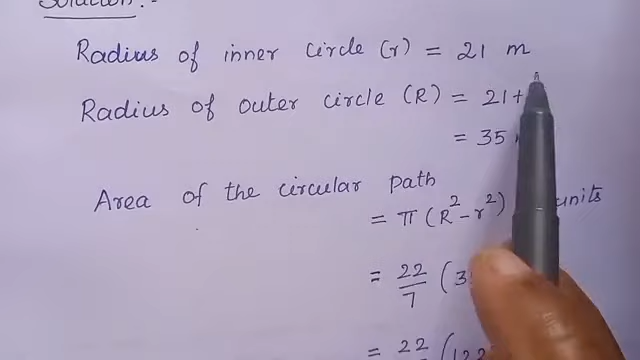 Solution:-
Radius of inner circle (r) = 21 m
Radius of outer circle (R) = 21+
= 35
Area of the circular path
= π (R² - r²) units
= 22/7 (3
= 22 (122